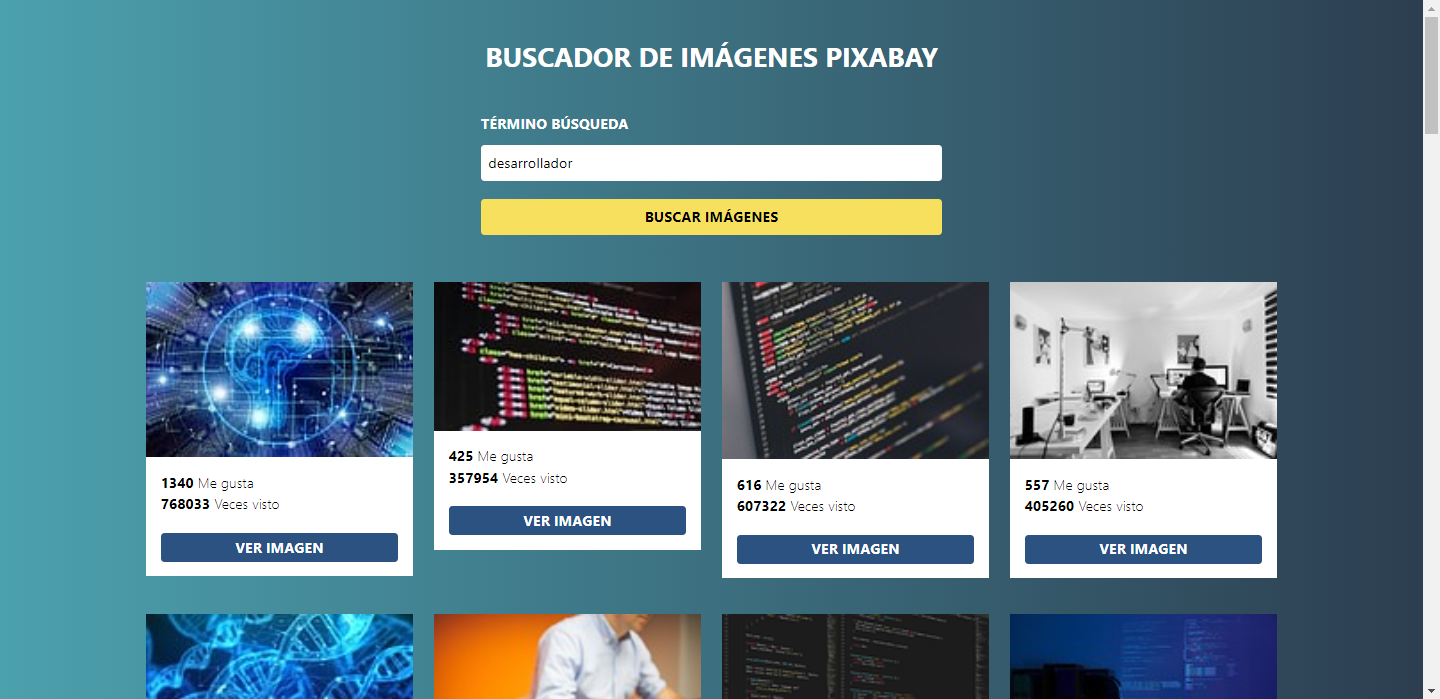 BUSCADOR DE IMÁGENES PIXABAY
TÉRMINO BÚSQUEDA
desarrollador
BUSCAR IMÁGENES
1340 Me gusta
768033 Veces visto
VER IMAGEN
425 Me gusta
357954 Veces visto
VER IMAGEN
616 Me gusta
607322 Veces visto
VER IMAGEN
557 Me gusta
405260 Veces visto
VER IMAGEN